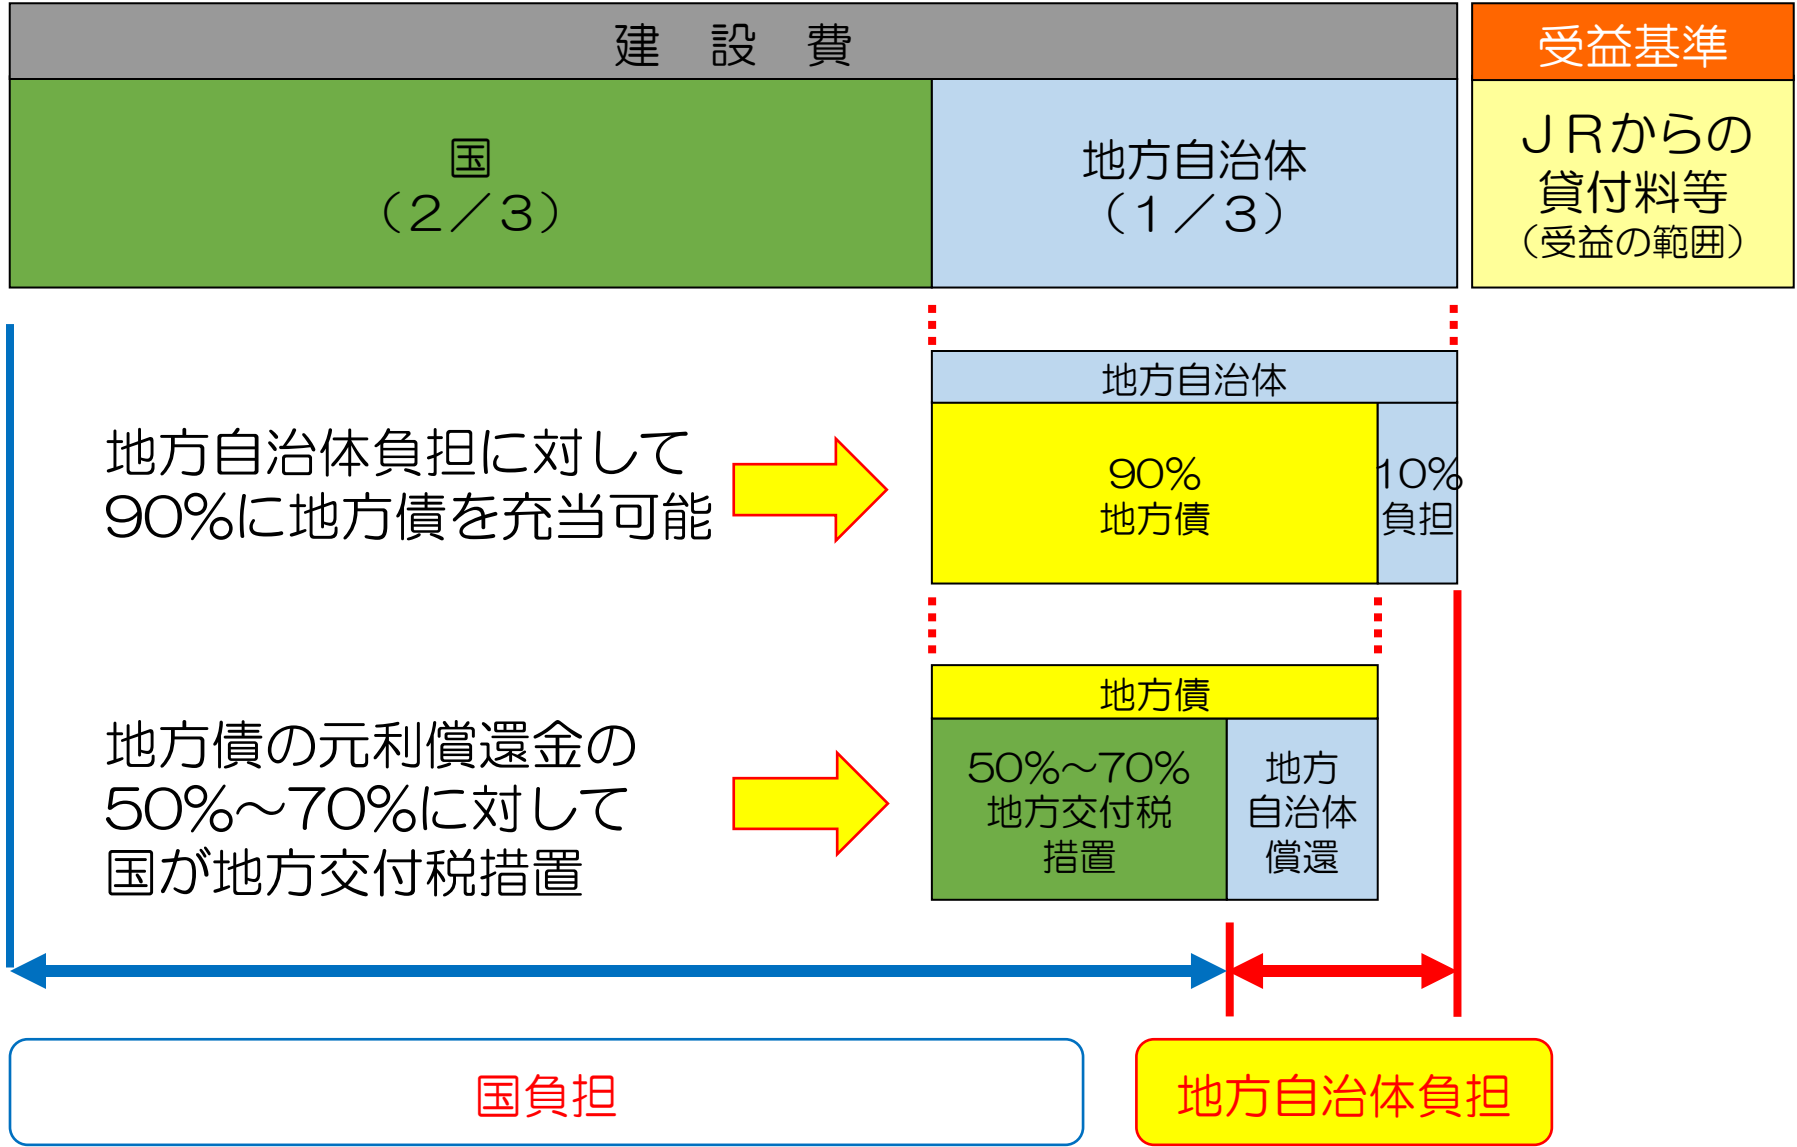 建　設　費
受益基準
国
（２／３）
地方自治体
（１／３）
ＪＲからの
貸付料等
（受益の範囲）
地方自治体負担に対して
90%に地方債を充当可能
地方自治体
90%
地方債
10%
負担
地方債の元利償還金の
50%～70%に対して
国が地方交付税措置
地方債
50%～70%
地方交付税
措置
地方
自治体
償還
国負担
地方自治体負担